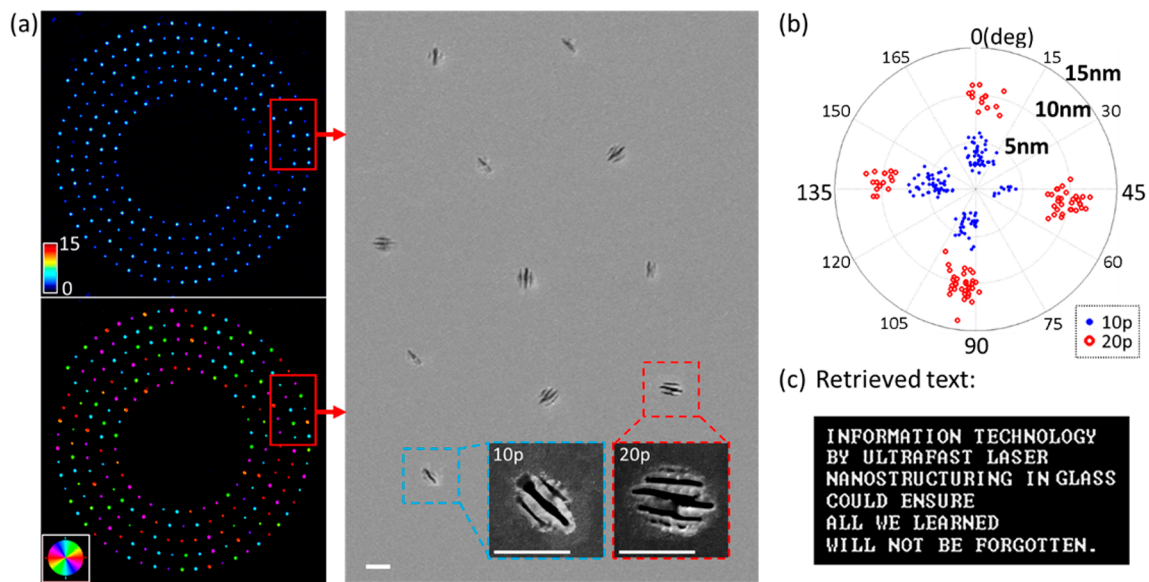 (a)
15
0
10p
20p
(b)
0(deg)
15
30
45
60
75
90
105
120
135
150
165
15nm
10nm
5nm
10p
20p
(c) Retrieved text:
INFORMATION TECHNOLOGY
BY ULTRAFAST LASER
NANOSTRUCTURING IN GLASS
COULD ENSURE
ALL WE LEARNED
WILL NOT BE FORGOTTEN.